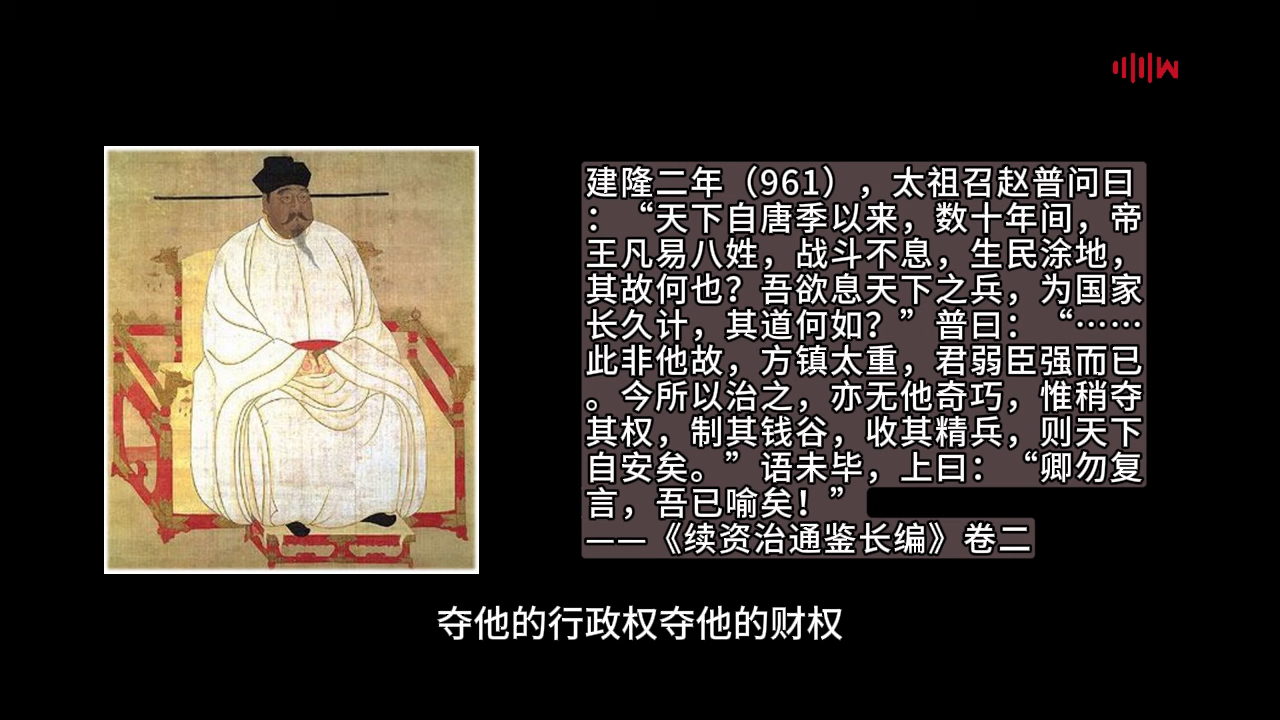 建隆二年（961），太祖召赵普问曰
：“天下自唐季以来，数十年间，帝
王凡易八姓，战斗不息，生民涂地，
其故何也？吾欲息天下之兵，为国家
长久计，其道何如？”普曰：“……
此非他故，方镇太重，君弱臣强而已
。今所以治之，亦无他奇巧，惟稍夺
其权，制其钱谷，收其精兵，则天下
自安矣。”语未毕，上曰：“卿勿复
言，吾已喻矣！”
——《续资治通鉴长编》卷二
夺他的行政权夺他的财权